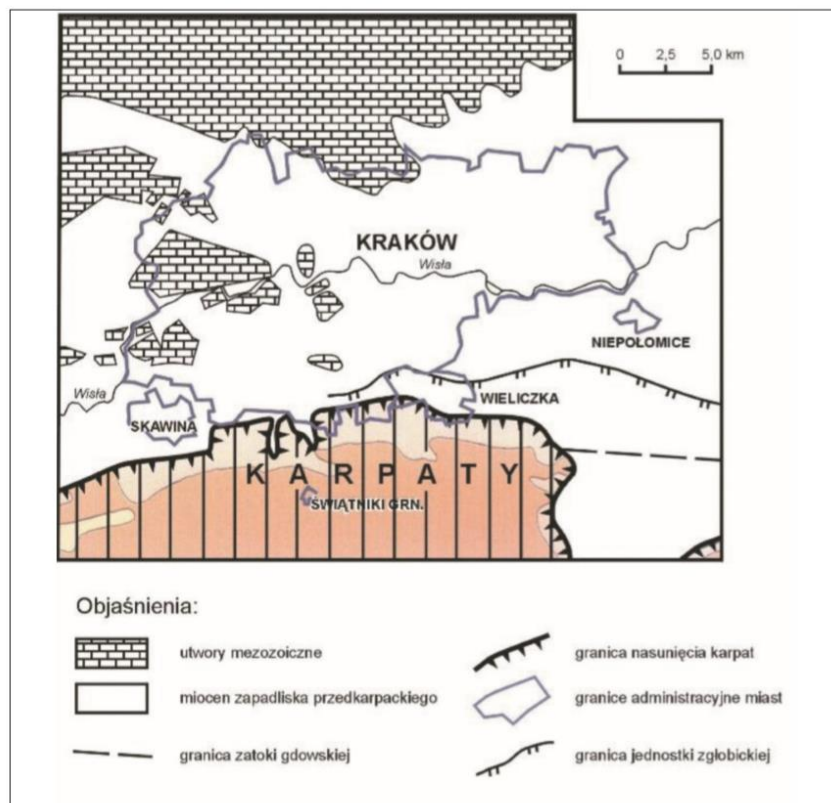 0 2,5 5,0 km
KRAKÓW
Wisła
NIEPOŁOMICE
Wisła
WIELICZKA
SKAWINA
KARPATY
ŚWIĄTNIKI GRN.
Objaśnienia:
utwory mezozoiczne
granica nasunięcia karpat
miocen zapadliska przedkarpackiego
granice administracyjne miast
granica zatoki gdowskiej
granica jednostki zgłobickiej